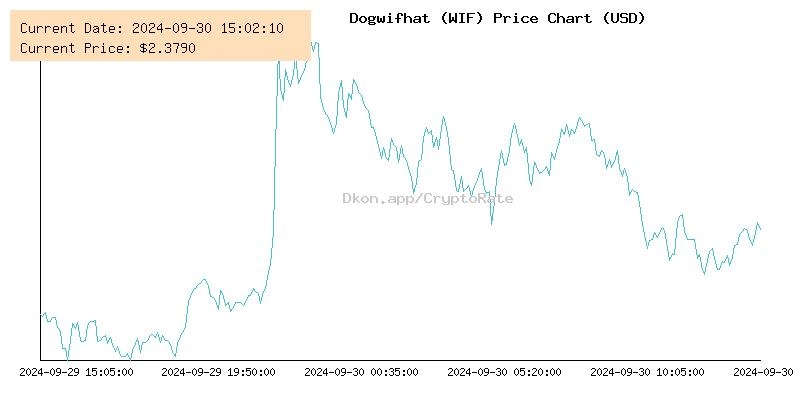 Dogwifhat (WIF) Price Chart (USD)
Current Date: 2024-09-30 15:02:10
Current Price: $2.3790
Dkon.app/CryptoRate
2024-09-29 15:05:00 2024-09-29 19:50:00 2024-09-30 00:35:00 2024-09-30 05:20:00 2024-09-30 10:05:00 2024-09-30